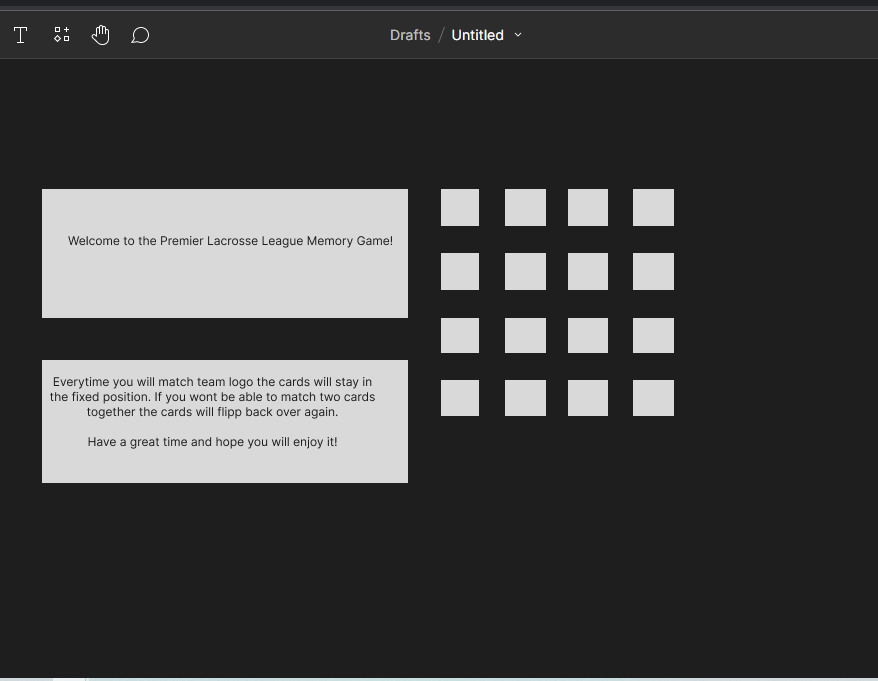 Drafts / Untitled
Welcome to the Premier Lacrosse League Memory Game!
Everytime you will match team logo the cards will stay in
the fixed position. If you wont be able to match two cards
together the cards will flipp back over again.
Have a great time and hope you will enjoy it!